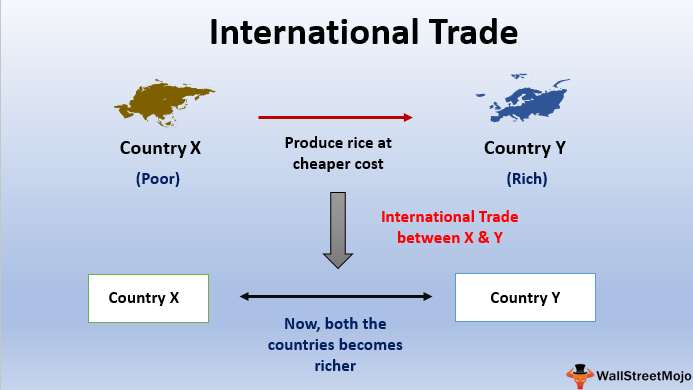 International Trade
Country X
(Poor)
Produce rice at
cheaper cost
Country Y
(Rich)
International Trade
between X & Y
Country X
Country Y
Now, both the
countries becomes
richer
WallStreetMojo